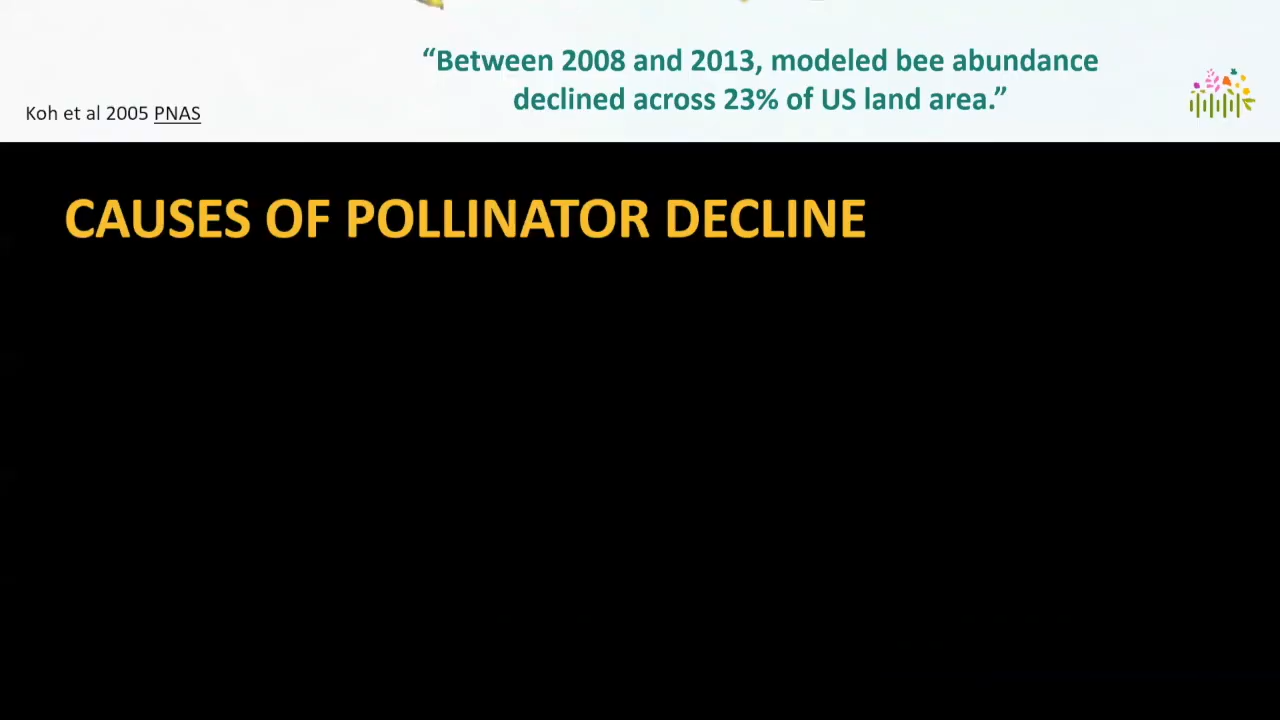 “Between 2008 and 2013, modeled bee abundance
declined across 23% of US land area.”
Koh et al 2005 PNAS
CAUSES OF POLLINATOR DECLINE